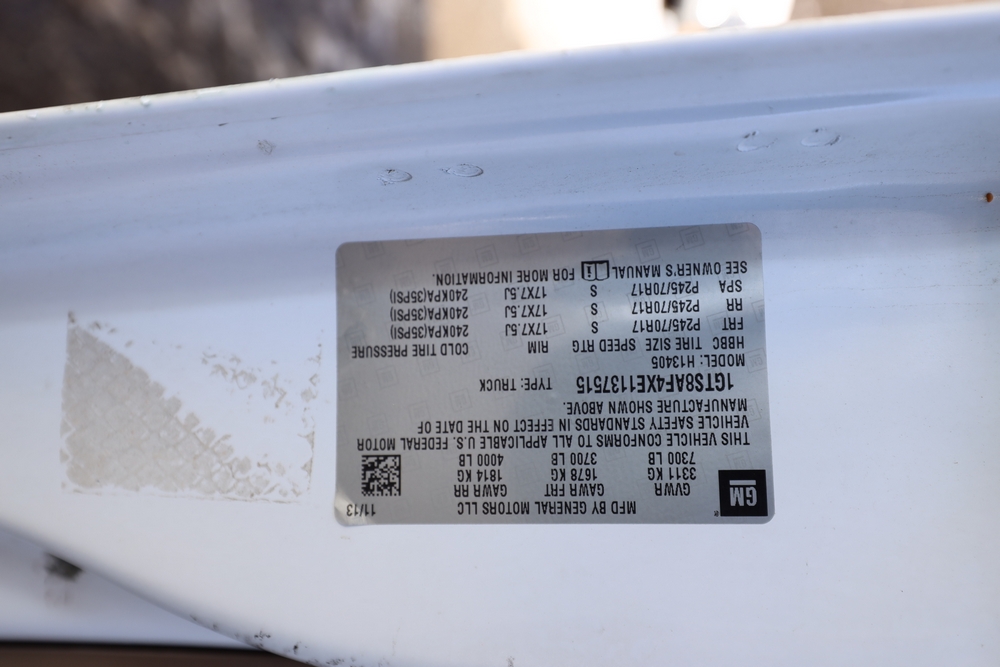 MFD BY GENERAL MOTORS LLC 11/13
GM
GVWR GAWR FRT GAWR RR
3311 KG 1678 KG 1814 KG
7300 LB 3700 LB 4000 LB
THIS VEHICLE CONFORMS TO ALL APPLICABLE U.S. FEDERAL MOTOR
VEHICLE SAFETY STANDARDS IN EFFECT ON THE DATE OF
MANUFACTURE SHOWN ABOVE.
1GTS8AF4XE1137515 TYPE: TRUCK
MODEL: H13405
HBBC TIRE SIZE SPEED RTG RIM COLD TIRE PRESSURE
FRT P245/70R17 S 17X7.5J 240KPA(35PSI)
RR P245/70R17 S 17X7.5J 240KPA(35PSI)
SPA P245/70R17 S 17X7.5J 240KPA(35PSI)
SEE OWNER'S MANUAL i FOR MORE INFORMATION.